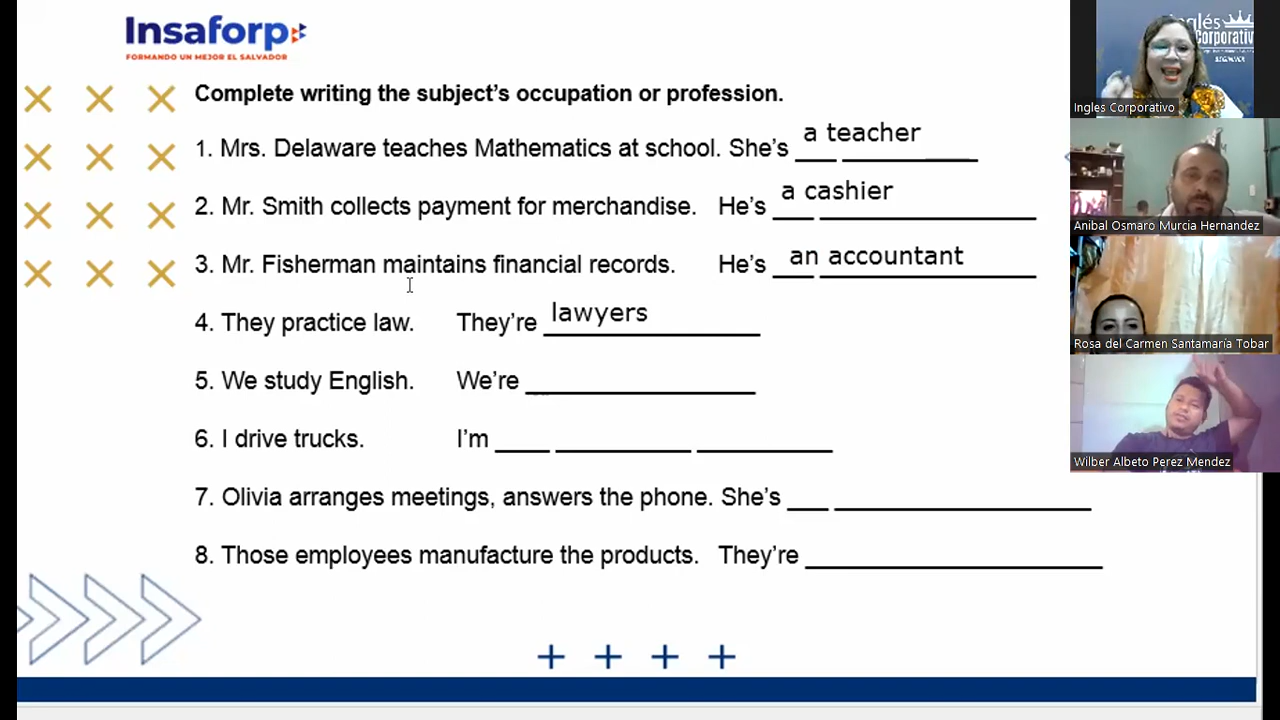 Insaforp
FORMANDO UN MEJOR EL SALVADOR
Complete writing the subject's occupation or profession.
1. Mrs. Delaware teaches Mathematics at school. She's a teacher
2. Mr. Smith collects payment for merchandise. He's a cashier
3. Mr. Fisherman maintains financial records. He's an accountant
4. They practice law. They're lawyers
5. We study English. We're
6. I drive trucks. I'm
7. Olivia arranges meetings, answers the phone. She's
8. Those employees manufacture the products. They're
Inglés
Corporativo
Ingles Corporativo
Anibal Osmaro Murcia Hernandez
Rosa del Carmen Santamaría Tobar
Wilber Albeto Perez Mendez